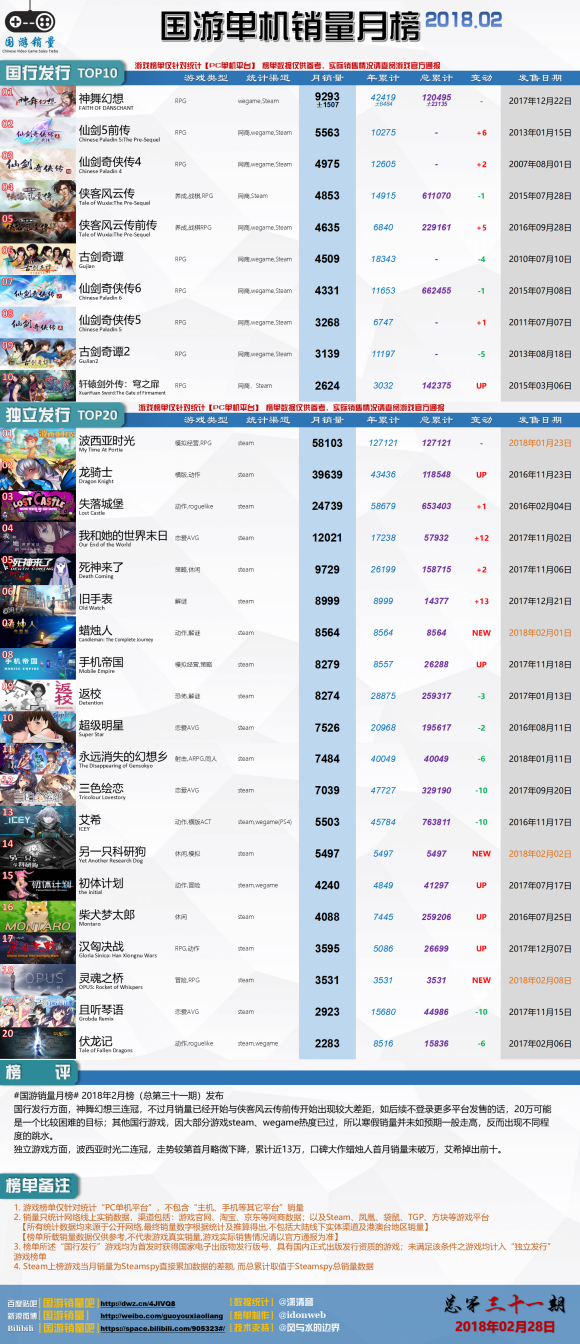 国游销量
Chinese Video Game Sales Tieba
国游单机销量月榜 2018.02
游戏榜单仅针对统计【PC单机平台】 榜单数据仅供参考,实际销售情况请查阅游戏官方通报
国行发行 TOP10 游戏类型 统计渠道 月销量 年累计 总累计 变动 发售日期
01 神舞幻想 FAITH OF DANSCHANT RPG wegame,Steam 9293 ±1507 42419 ±8484 120495 ±23135 - 2017年12月22日
02 仙剑5前传 Chinese Paladin 5:The Pre-Sequel RPG 网商,wegame,Steam 5563 10275 - +6 2013年01月15日
03 仙剑奇侠传4 Chinese Paladin 4 RPG 网商,wegame,Steam 4975 12605 - +2 2007年08月01日
04 侠客风云传 Tale of Wuxia:The Pre-Sequel 养成,战棋,RPG 网商,Steam 4853 14915 611070 -1 2015年07月28日
05 侠客风云传前传 Tale of Wuxia:The Pre-Sequel 养成,战棋RPG 网商,wegame,Steam 4635 6840 229161 +5 2016年09月28日
06 古剑奇谭 Gujian RPG 网商,wegame,Steam 4509 18343 - -4 2010年07月10日
07 仙剑奇侠传6 Chinese Paladin 6 RPG 网商,wegame,Steam 4331 11653 662455 -1 2015年07月08日
08 仙剑奇侠传5 Chinese Paladin 5 RPG 网商,wegame,Steam 3268 6747 - +1 2011年07月07日
09 古剑奇谭2 GuJian2 RPG 网商,wegame,Steam 3139 11197 - -5 2013年08月18日
10 轩辕剑外传：穹之扉 XuanYuan Sword:The Gate of Firmament RPG 网商、Steam 2624 3032 142375 UP 2015年03月06日
游戏榜单仅针对统计【PC单机平台】 榜单数据仅供参考,实际销售情况请查阅游戏官方通报
独立发行 TOP20 游戏类型 统计渠道 月销量 年累计 总累计 变动 发售日期
01 波西亚时光 My Time At Portia 模拟经营,RPG steam 58103 127121 127121 - 2018年01月23日
02 龙骑士 Dragon Knight 横版,动作 steam 39639 43436 118548 UP 2016年11月23日
03 失落城堡 Lost Castle 动作,roguelike steam 24739 58679 653403 +1 2016年02月04日
04 我和她的世界末日 Our End of the World 恋爱AVG steam 12021 17238 57932 +12 2017年11月02日
05 死神来了 Death Coming 策略,休闲 steam 9729 26199 158715 +2 2017年11月06日
06 旧手表 Old Watch 解谜 steam 8999 8999 14377 +13 2017年12月21日
07 蜡烛人 Candleman: The Complete Journey 动作,解谜 steam 8564 8564 8564 NEW 2018年02月01日
08 手机帝国 Mobile Empire 模拟经营,策略 steam 8279 8557 26288 UP 2017年11月18日
09 返校 Detention 恐怖,解谜 steam 8274 28875 259317 -3 2017年01月13日
10 超级明星 Super Star 恋爱AVG steam 7526 20968 195617 -2 2016年08月11日
11 永远消失的幻想乡 The Disappearing of Gensokyo 射击,ARPG,同人 steam 7484 40049 40049 -6 2018年01月11日
12 三色绘恋 Tricolour Lovestory 恋爱AVG steam 7039 47727 329190 -10 2017年09月20日
13 艾希 ICEY 动作,横版ACT steam,wegame(PS4) 5503 45784 763811 -10 2016年11月17日
14 另一只科研狗 Yet Another Research Dog 休闲,模拟 steam 5497 5497 5497 NEW 2018年02月02日
15 初体计划 the initial 动作,冒险 steam,wegame 4240 4849 41297 UP 2017年07月17日
16 柴犬梦太郎 Montaro 休闲 steam 4088 7445 259206 UP 2016年07月25日
17 汉匈决战 Gloria Sinica: Han Xiongnu Wars RPG,动作 steam 3595 5086 26699 UP 2017年12月07日
18 灵魂之桥 OPUS: Rocket of Whispers 冒险,RPG steam 3531 3531 3531 NEW 2018年02月08日
19 且听琴语 Grobda Remix 恋爱AVG steam 2923 15680 44986 -10 2017年11月15日
20 伏龙记 Tale of Fallen Dragons 动作,roguelike steam,wegame 2283 8516 15836 -6 2017年02月06日
榜 评
#国游销量月榜# 2018年2月榜（总第三十一期）发布
国行发行方面，神舞幻想三连冠，不过月销量已经开始与侠客风云传前传开始出现较大差距，如后续不登录更多平台发售的话，20万可能
是一个比较困难的目标；其他国行游戏，因大部分游戏steam、wegame热度已过，所以寒假销量并未如预期一般走高，反而出现不同程
度的跳水。
独立游戏方面，波西亚时光二连冠，走势较第首月略微下降，累计近13万，口碑大作蜡烛人首月销量未破万，艾希掉出前十。
榜单备注
1. 游戏榜单仅针对统计“PC单机平台”，不包含“主机、手机等其它平台”销量
2. 销量只统计网络线上实销数据，渠道包括：游戏官网、淘宝、京东等网商数据；以及Steam、凤凰、袋鼠、TGP、方块等游戏平台
【所有统计数据均来源于公开网络,最终销量数字根据统计及推算得出,不包括大陆线下实体渠道及港澳台地区销量】
【榜单所载销量数据仅供参考,不代表游戏真实销量,游戏实际销售情况请以官方通报为准】
3. 榜单所述“国行发行”游戏均为首发时获得国家电子出版物发行版号、具有国内正式出版发行资质的游戏；未满足该条件之游戏均计入“独立发行”
游戏榜单
4. Steam上榜游戏当月销量为Steamspy直接累加数据的差额, 而总累计取值于Steamspy总销量数据
百度贴吧【国游销量吧】http://dwz.cn/4JIVQ8 【数据统计】@潇清音
新浪微博【国游销量】http://weibo.com/guoyouxiaoliang 【榜单制作】@idonweb
Bilibili【国游销量吧】https://space.bilibili.com/905323#/ 【技术支持】@风与水的边界
总第三十一期
2018年02月28日